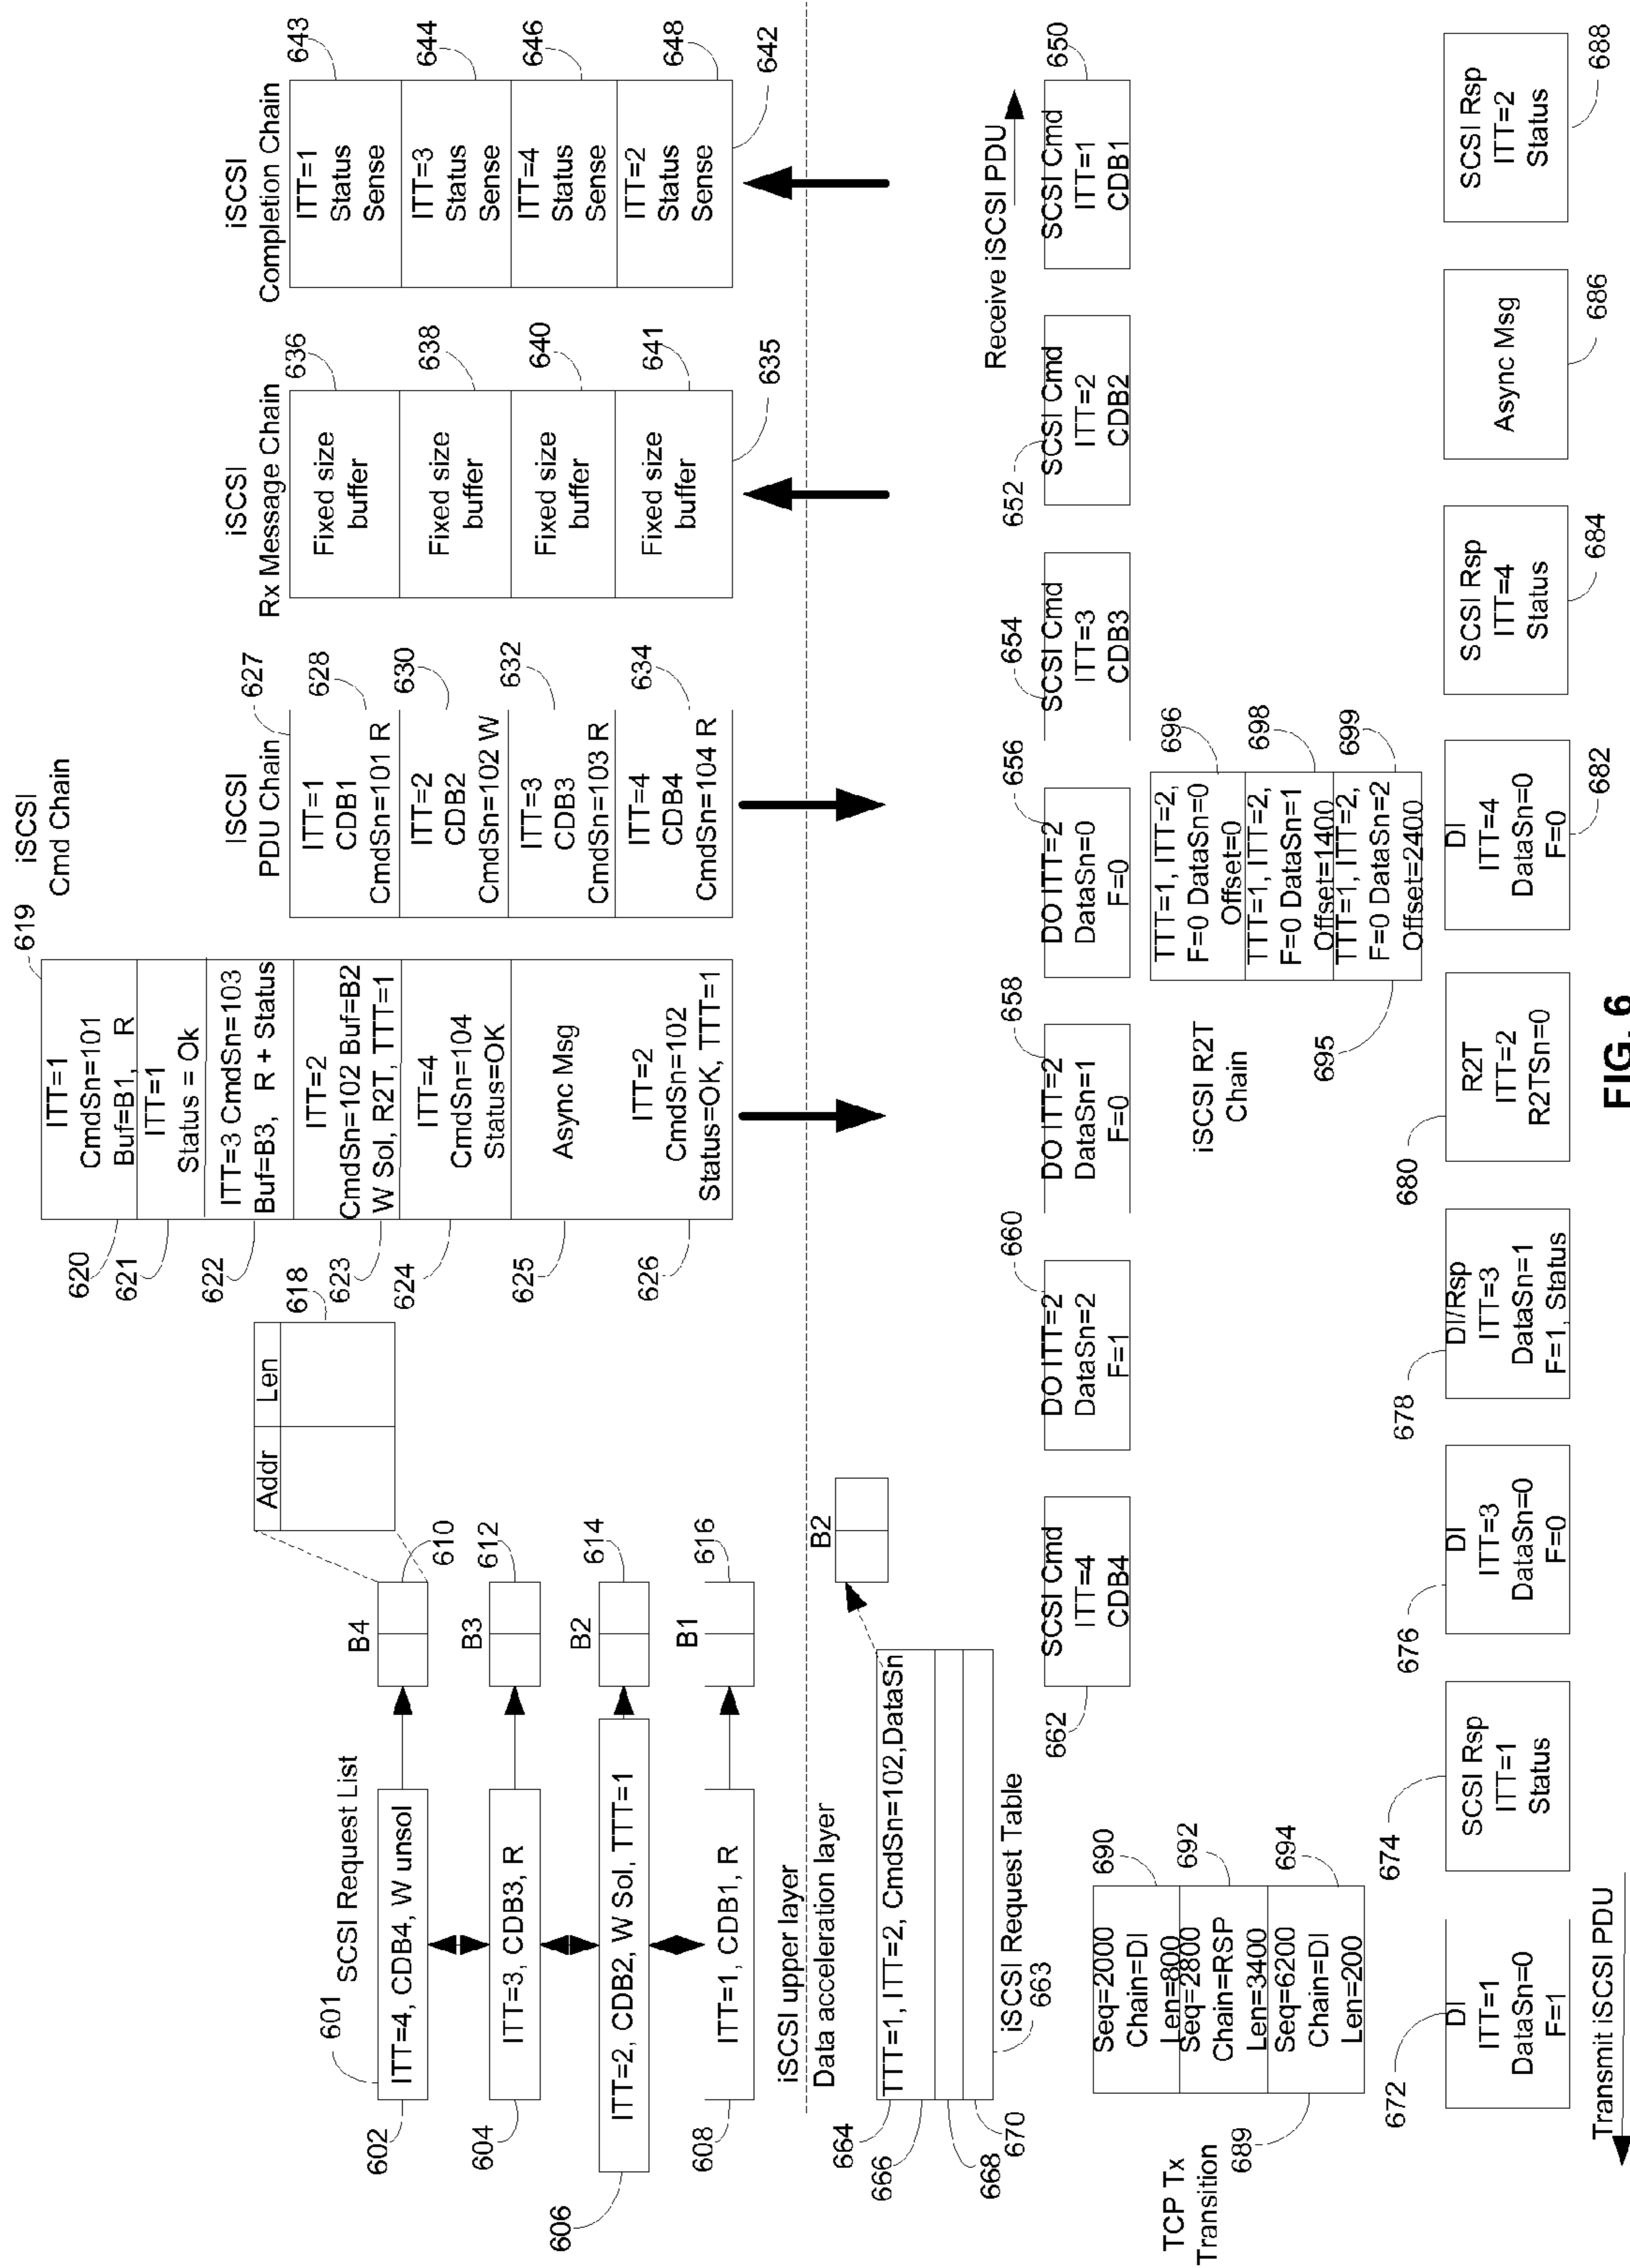 SCSI Request List
601
ITT=4, CDB4, W unsol
602
ITT=3, CDB3, R
604
ITT=2, CDB2, W Sol, TTT=1
606
ITT=1, CDB1, R
608
B4
610
B3
612
B2
614
B1
616
Addr
Len
618
619
iSCSI
Cmd Chain
ITT=1
CmdSn=101
Buf=B1, R
620
ITT=1
Status = Ok
621
ITT=3 CmdSn=103
Buf=B3, R + Status
622
ITT=2
CmdSn=102 Buf=B2
W Sol, R2T, TTT=1
623
ITT=4
CmdSn=104
Status=OK
624
Async Msg
625
ITT=2
CmdSn=102
Status=OK, TTT=1
626
ISCSI
PDU Chain
627
ITT=1
CDB1
CmdSn=101 R
628
ITT=2
CDB2
CmdSn=102 W
630
ITT=3
CDB3
CmdSn=103 R
632
ITT=4
CDB4
CmdSn=104 R
634
iSCSI
Rx Message Chain
Fixed size
buffer
636
Fixed size
buffer
638
Fixed size
buffer
640
Fixed size
buffer
641
635
iSCSI
Completion Chain
ITT=1
Status
Sense
643
ITT=3
Status
Sense
644
ITT=4
Status
Sense
646
ITT=2
Status
Sense
648
642
iSCSI upper layer
Data acceleration layer
B2
TTT=1, ITT=2, CmdSn=102,DataSn
664
666
668
670
iSCSI Request Table
663
SCSI Cmd
ITT=4
CDB4
662
DO ITT=2
DataSn=2
F=1
660
DO ITT=2
DataSn=1
F=0
658
DO ITT=2
DataSn=0
F=0
656
SCSI Cmd
ITT=3
CDB3
654
SCSI Cmd
ITT=2
CDB2
652
SCSI Cmd
ITT=1
CDB1
650
Receive iSCSI PDU
TCP Tx
Transition
689
Seq=2000
Chain=DI
Len=800
690
Seq=2800
Chain=RSP
Len=3400
692
Seq=6200
Chain=DI
Len=200
694
iSCSI R2T
Chain
695
TTT=1, ITT=2,
F=0 DataSn=0
Offset=0
696
TTT=1, ITT=2,
F=0 DataSn=1
Offset=1400
698
TTT=1, ITT=2,
F=0 DataSn=2
Offset=2400
699
DI
ITT=1
DataSn=0
F=1
672
SCSI Rsp
ITT=1
Status
674
DI
ITT=3
DataSn=0
F=0
676
DI/Rsp
ITT=3
DataSn=1
F=1, Status
678
R2T
ITT=2
R2TSn=0
680
DI
ITT=4
DataSn=0
F=0
682
SCSI Rsp
ITT=4
Status
684
Async Msg
686
SCSI Rsp
ITT=2
Status
688
Transmit iSCSI PDU
FIG. 6